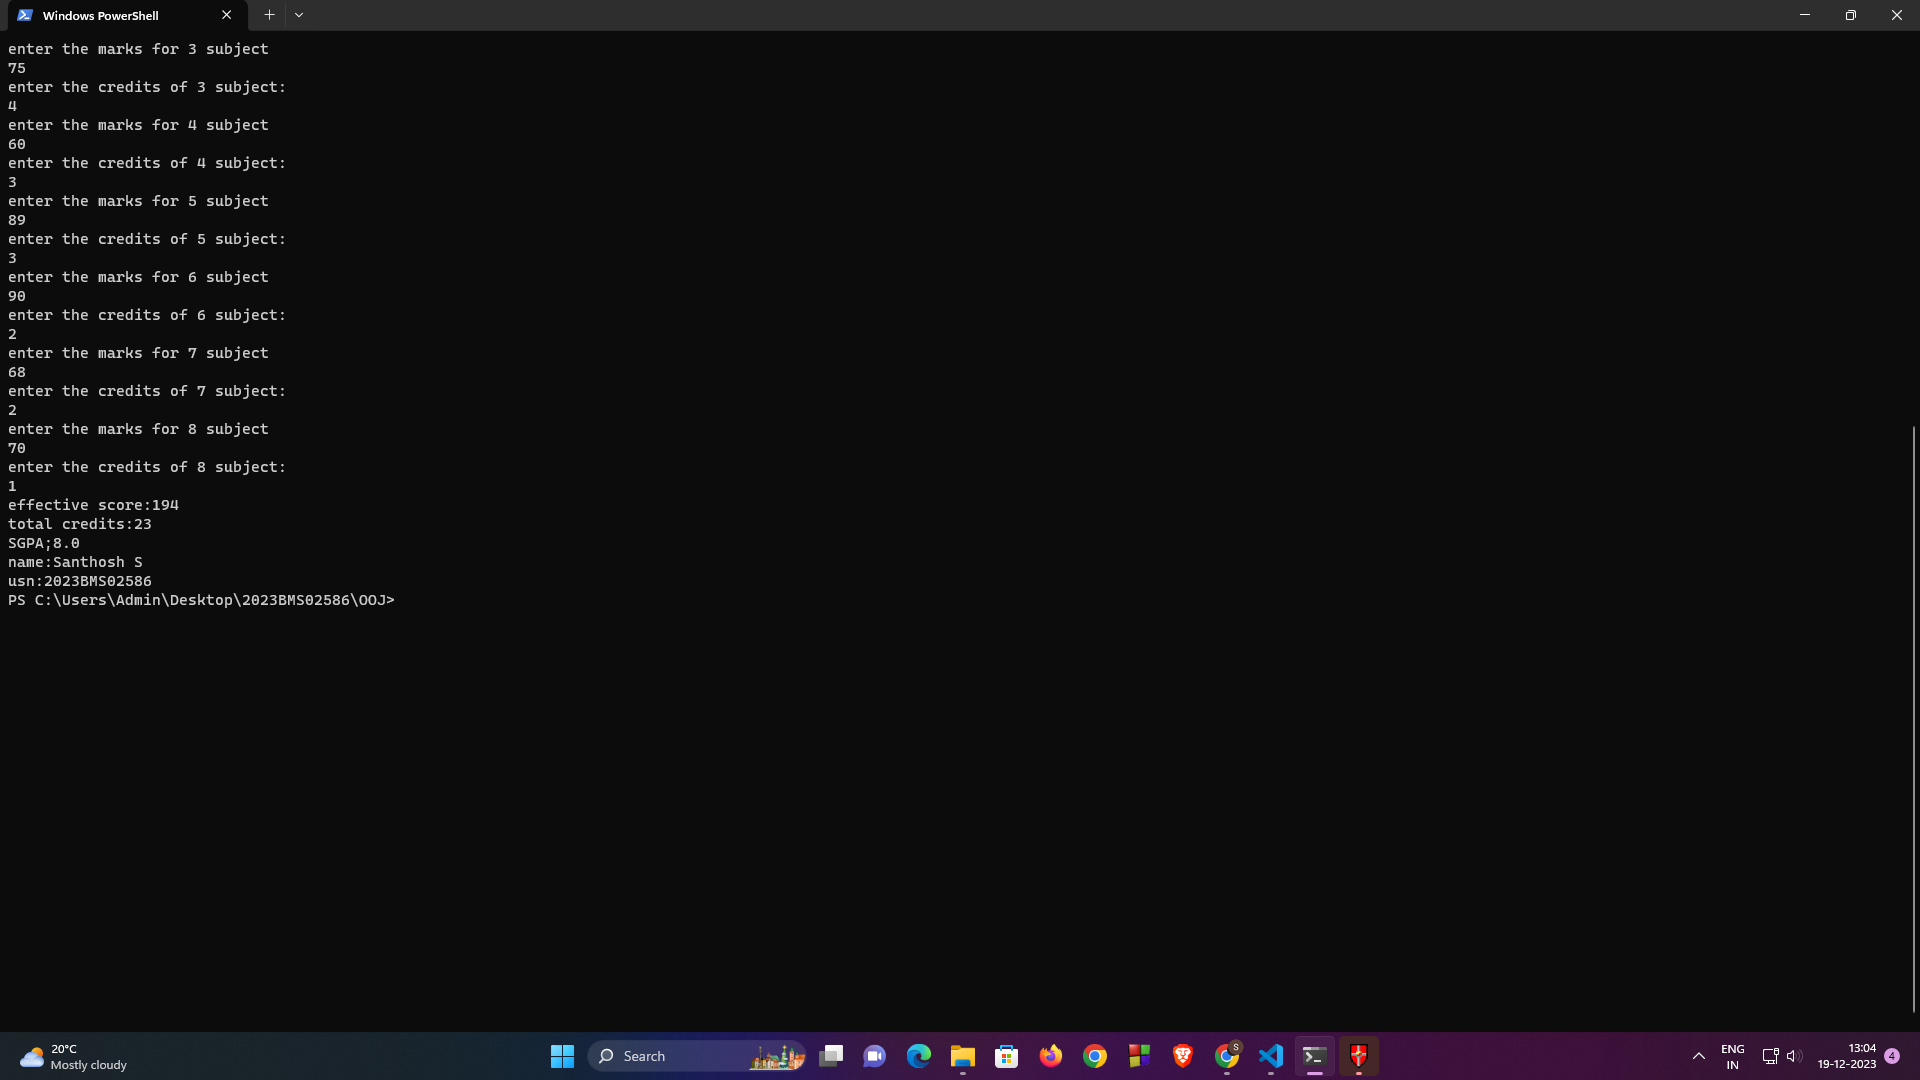 Windows PowerShell
enter the marks for 3 subject
75
enter the credits of 3 subject:
4
enter the marks for 4 subject
60
enter the credits of 4 subject:
3
enter the marks for 5 subject
89
enter the credits of 5 subject:
3
enter the marks for 6 subject
90
enter the credits of 6 subject:
2
enter the marks for 7 subject
68
enter the credits of 7 subject:
2
enter the marks for 8 subject
70
enter the credits of 8 subject:
1
effective score:194
total credits:23
SGPA;8.0
name:Santhosh S
usn:2023BMS02586
PS C:\Users\Admin\Desktop\2023BMS02586\OOJ>
20°C
Mostly cloudy
Search
S
ENG
IN
13:04
19-12-2023
4